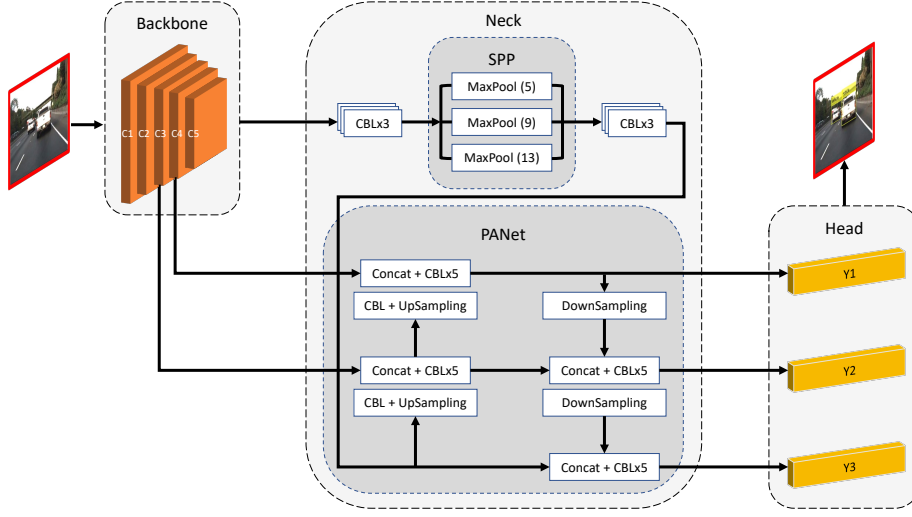 Backbone
Neck
SPP
MaxPool (5)
MaxPool (9)
MaxPool (13)
C1
C2
C3
C4
C5
CBLx3
CBLx3
PANet
Head
Concat + CBLx5
Y1
CBL + UpSampling
DownSampling
Concat + CBLx5
Concat + CBLx5
Y2
CBL + UpSampling
DownSampling
Concat + CBLx5
Y3